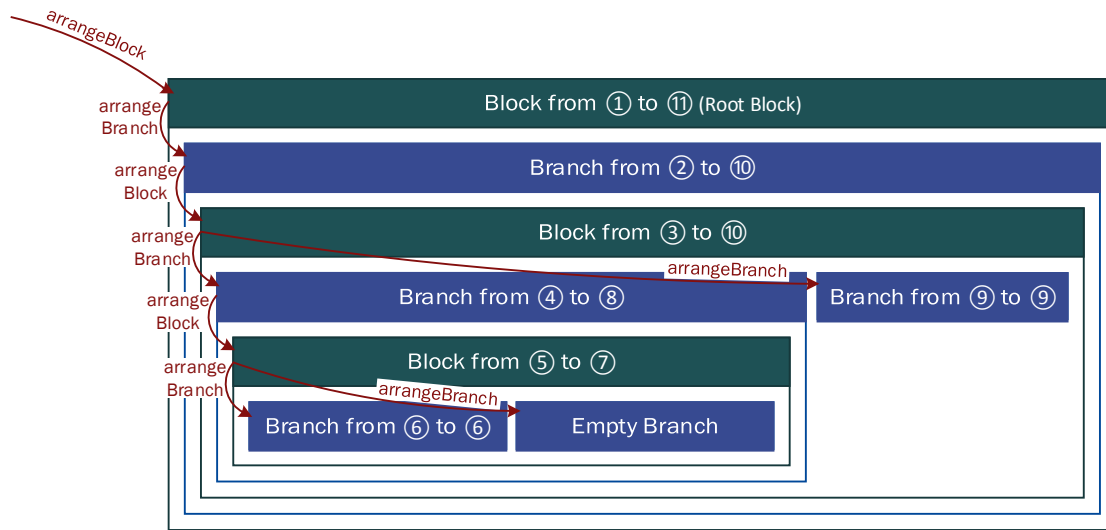 arrangeBlock
Block from ① to ⑪ (Root Block)
arrange
Branch
Branch from ② to ⑩
arrange
Block
Block from ③ to ⑩
arrange
Branch
arrangeBranch
Branch from ④ to ⑧
Branch from ⑨ to ⑨
arrange
Block
Block from ⑤ to ⑦
arrange
Branch
arrangeBranch
Branch from ⑥ to ⑥
Empty Branch